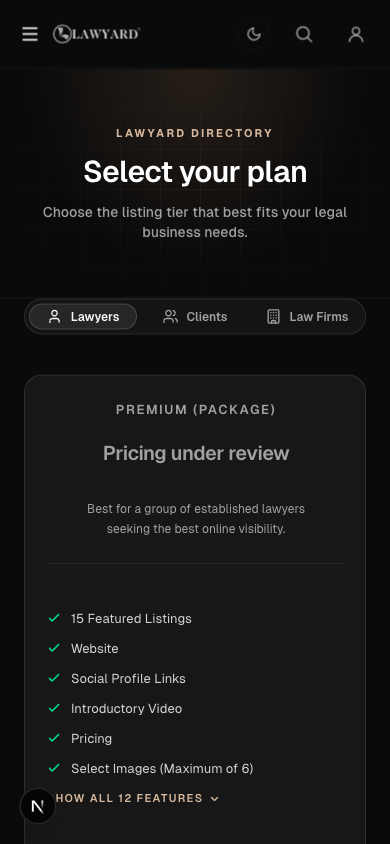 LAWYARD
LAWYARD DIRECTORY
Select your plan
Choose the listing tier that best fits your legal
business needs.
Lawyers
Clients
Law Firms
PREMIUM (PACKAGE)
Pricing under review
Best for a group of established lawyers
seeking the best online visibility.
15 Featured Listings
Website
Social Profile Links
Introductory Video
Pricing
Select Images (Maximum of 6)
N
HOW ALL 12 FEATURES